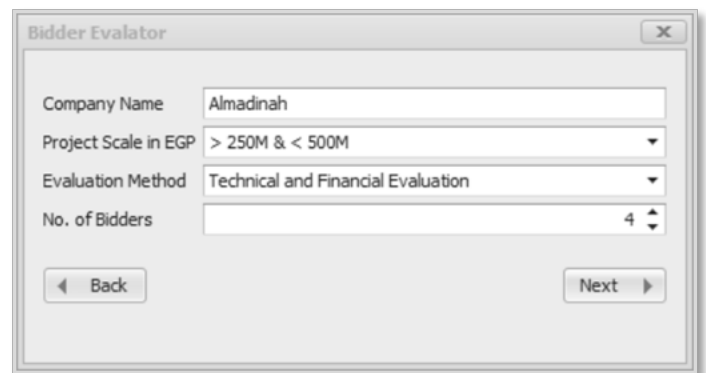 Bidder Evalator
Company Name Almadinah
Project Scale in EGP > 250M & < 500M
Evaluation Method Technical and Financial Evaluation
No. of Bidders 4
Back Next